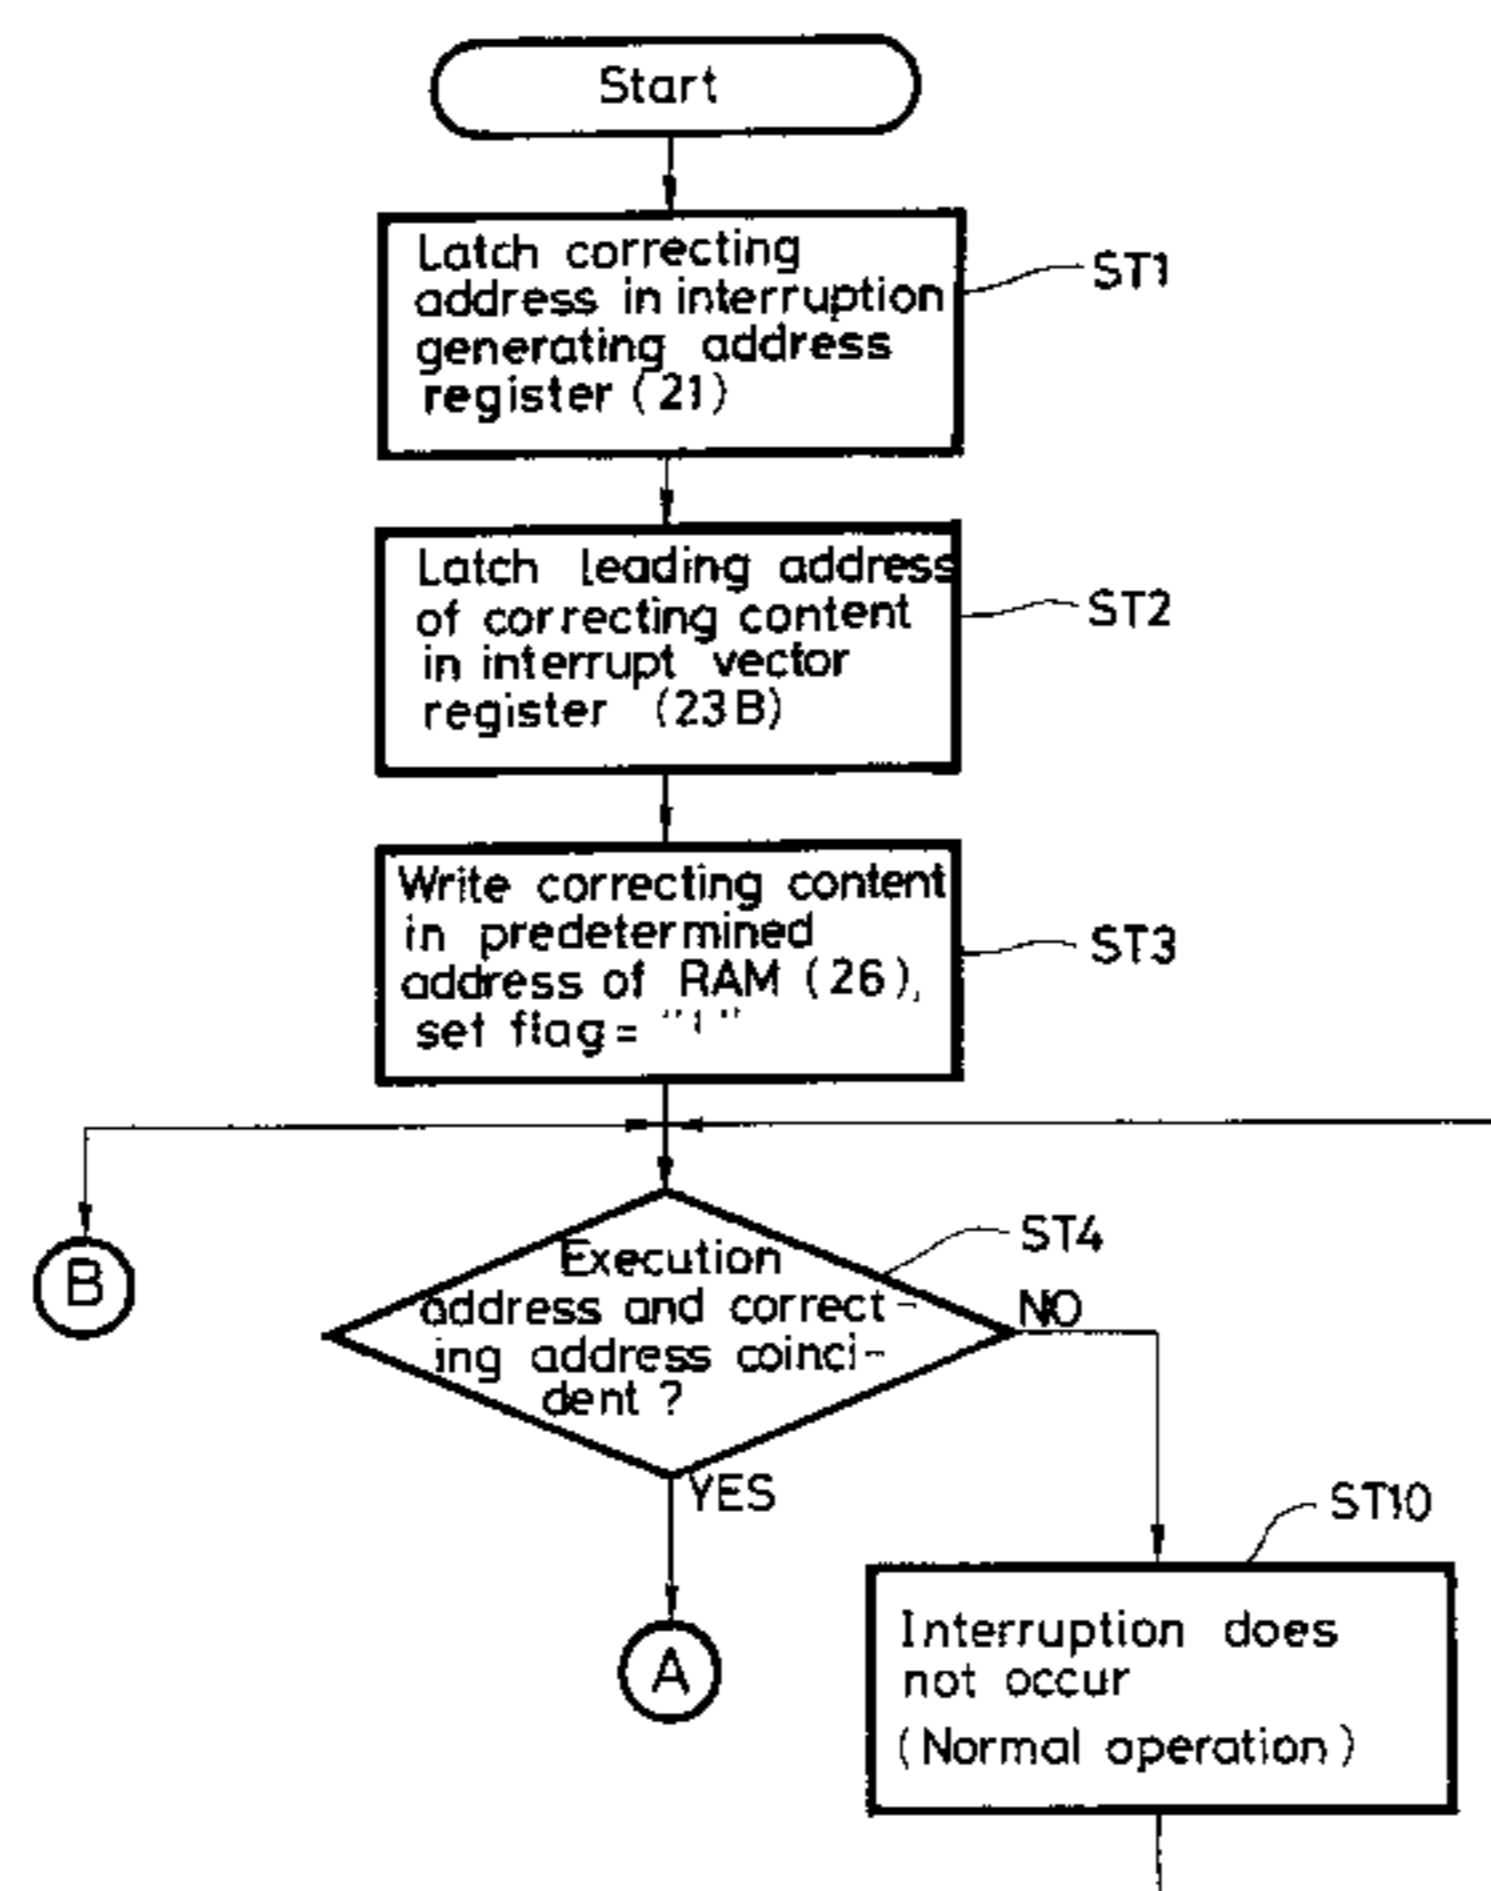 Start
Latch correcting
address in interruption
generating address
register (21)
ST1
Latch leading address
of correcting content
in interrupt vector
register (23B)
ST2
Write correcting content
in predetermined
address of RAM (26),
set flag = "1"
ST3
B
Execution
address and correct-
ing address coinci-
dent ?
ST4
NO
YES
A
ST10
Interruption does
not occur
(Normal operation)